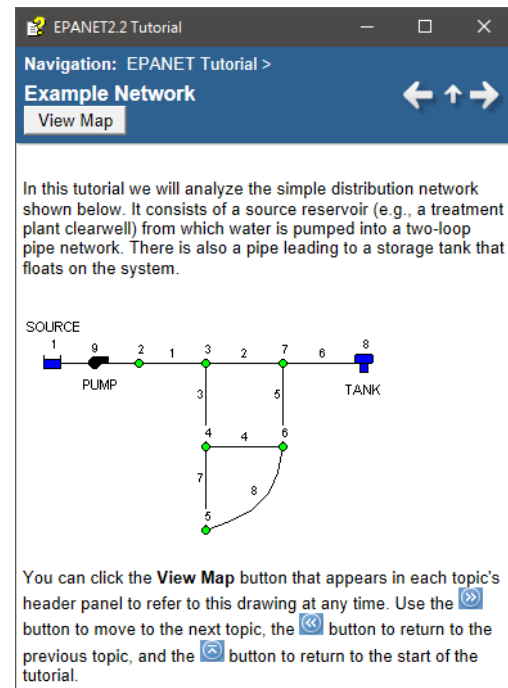 EPANET2.2 Tutorial
Navigation: EPANET Tutorial >
Example Network
View Map
In this tutorial we will analyze the simple distribution network
shown below. It consists of a source reservoir (e.g., a treatment
plant clearwell) from which water is pumped into a two-loop
pipe network. There is also a pipe leading to a storage tank that
floats on the system.
SOURCE
1 9 2 1 3 2 7 6 8
PUMP
TANK
3 5
4 4 6
7
8
5
You can click the View Map button that appears in each topic's
header panel to refer to this drawing at any time. Use the
button to move to the next topic, the button to return to the
previous topic, and the button to return to the start of the
tutorial.